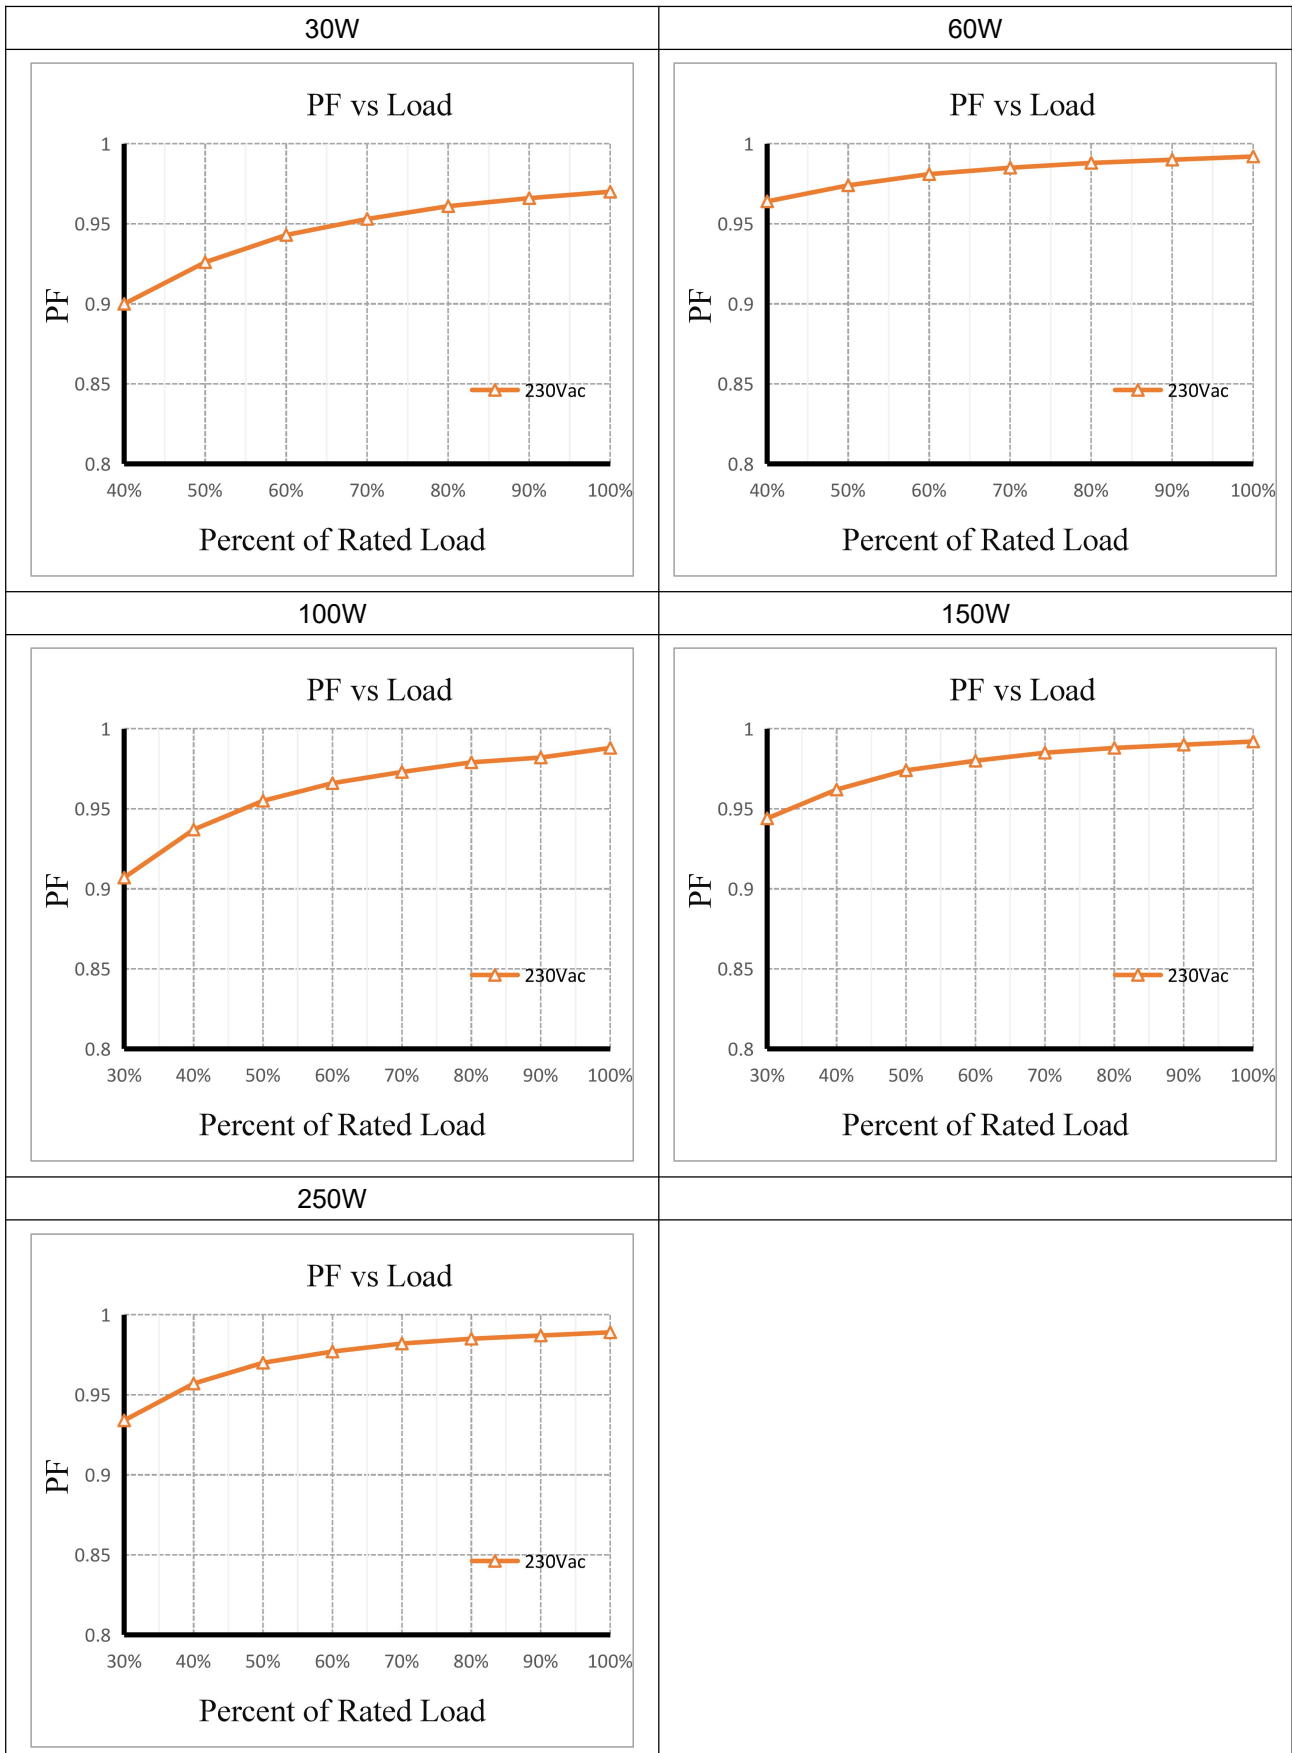 30W
60W
PF vs Load
1
0.95
0.9
0.85
0.8
PF
230Vac
40% 50% 60% 70% 80% 90% 100%
Percent of Rated Load
PF vs Load
1
0.95
0.9
0.85
0.8
PF
230Vac
40% 50% 60% 70% 80% 90% 100%
Percent of Rated Load
100W
150W
PF vs Load
1
0.95
0.9
0.85
0.8
PF
230Vac
30% 40% 50% 60% 70% 80% 90% 100%
Percent of Rated Load
PF vs Load
1
0.95
0.9
0.85
0.8
PF
230Vac
30% 40% 50% 60% 70% 80% 90% 100%
Percent of Rated Load
250W
PF vs Load
1
0.95
0.9
0.85
0.8
PF
230Vac
30% 40% 50% 60% 70% 80% 90% 100%
Percent of Rated Load